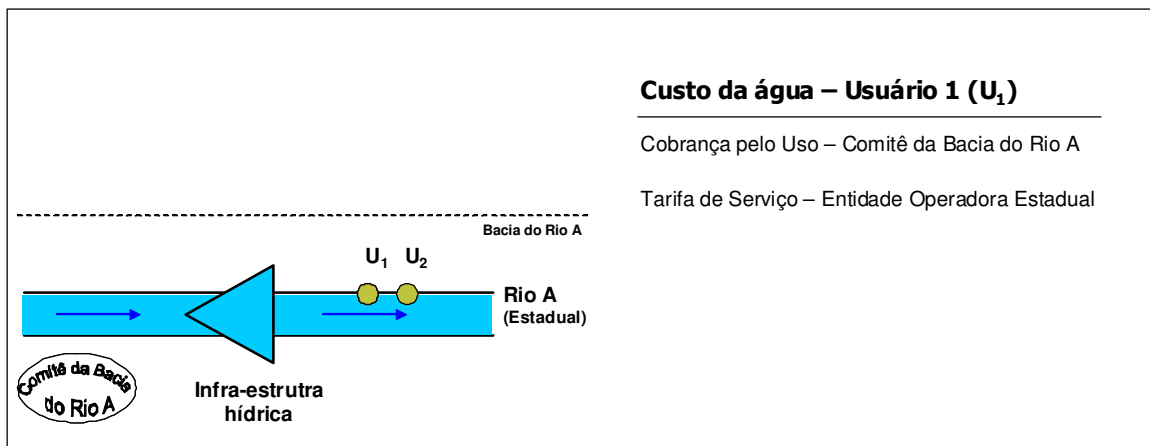 Custo da água – Usuário 1 (U1)
Cobrança pelo Uso – Comitê da Bacia do Rio A
Tarifa de Serviço – Entidade Operadora Estadual
Bacia do Rio A
U1 U2
Rio A
(Estadual)
Comitê da Bacia
do Rio A
Infra-estrutra
hídrica